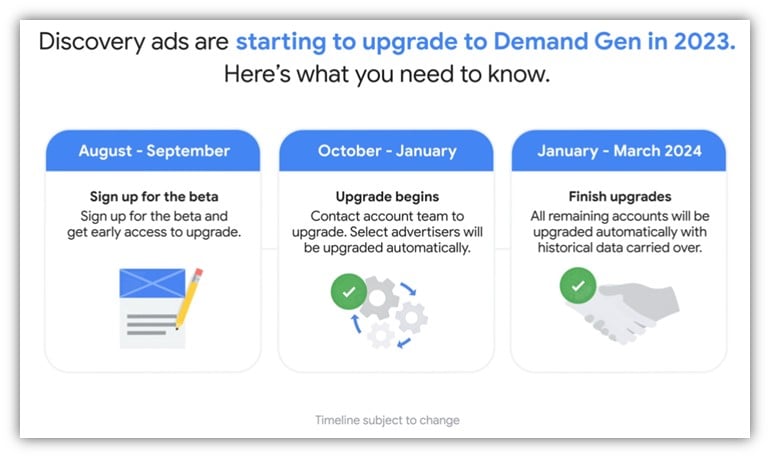 Discovery ads are starting to upgrade to Demand Gen in 2023.
Here's what you need to know.
August - September
Sign up for the beta
Sign up for the beta and
get early access to upgrade.
October - January
Upgrade begins
Contact account team to
upgrade. Select advertisers will
be upgraded automatically.
January - March 2024
Finish upgrades
All remaining accounts will be
upgraded automatically with
historical data carried over.
Timeline subject to change